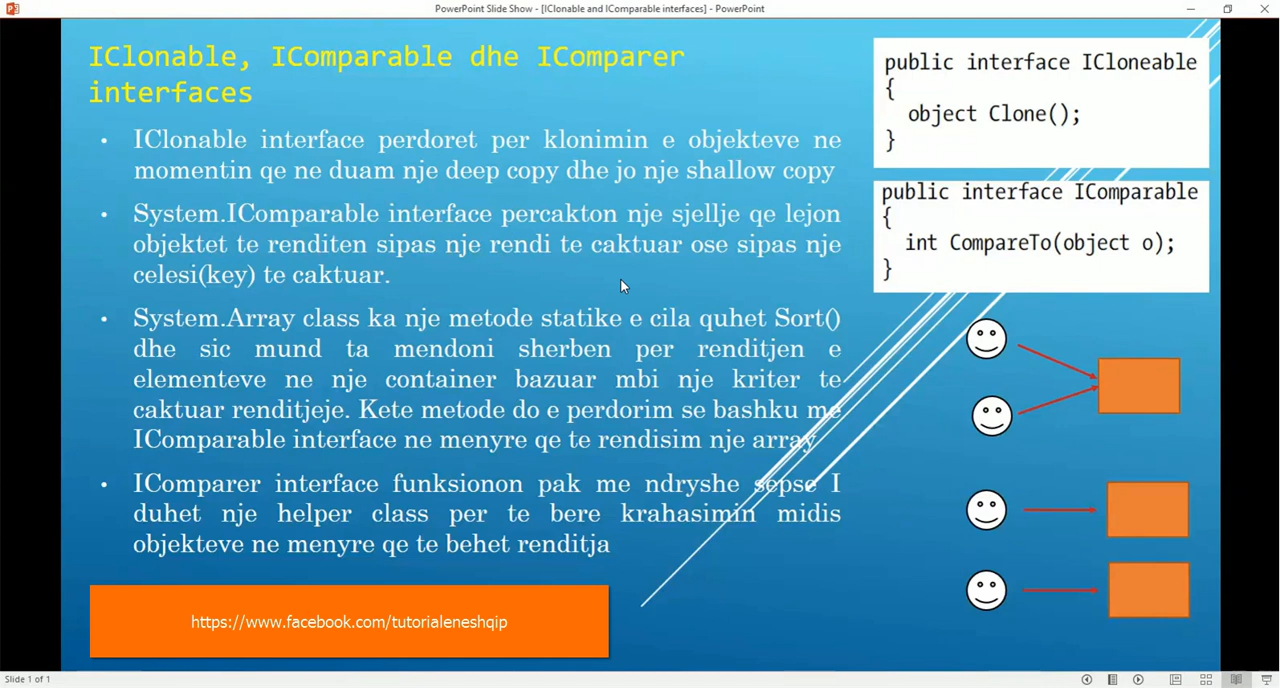 PowerPoint Slide Show - [IClonable and IComparable interfaces] - PowerPoint
IClonable, IComparable dhe IComparer
interfaces
• IClonable interface perdoret per klonimin e objekteve ne
momentin qe ne duam nje deep copy dhe jo nje shallow copy
• System.IComparable interface percakton nje sjellje qe lejon
objektet te renditen sipas nje rendi te caktuar ose sipas nje
celesi(key) te caktuar.
• System.Array class ka nje metode statike e cila quhet Sort()
dhe sic mund ta mendoni sherben per renditjen e
elementeve ne nje container bazuar mbi nje kriter te
caktuar renditjeje. Kete metode do e perdorim se bashku me
IComparable interface ne menyre qe te rendisim nje array
• IComparer interface funksionon pak me ndryshe sepse I
duhet nje helper class per te bere krahasimin midis
objekteve ne menyre qe te behet renditja
https://www.facebook.com/tutorialeneshqip
public interface ICloneable
{
object Clone();
}
public interface IComparable
{
int CompareTo(object o);
}
Slide 1 of 1